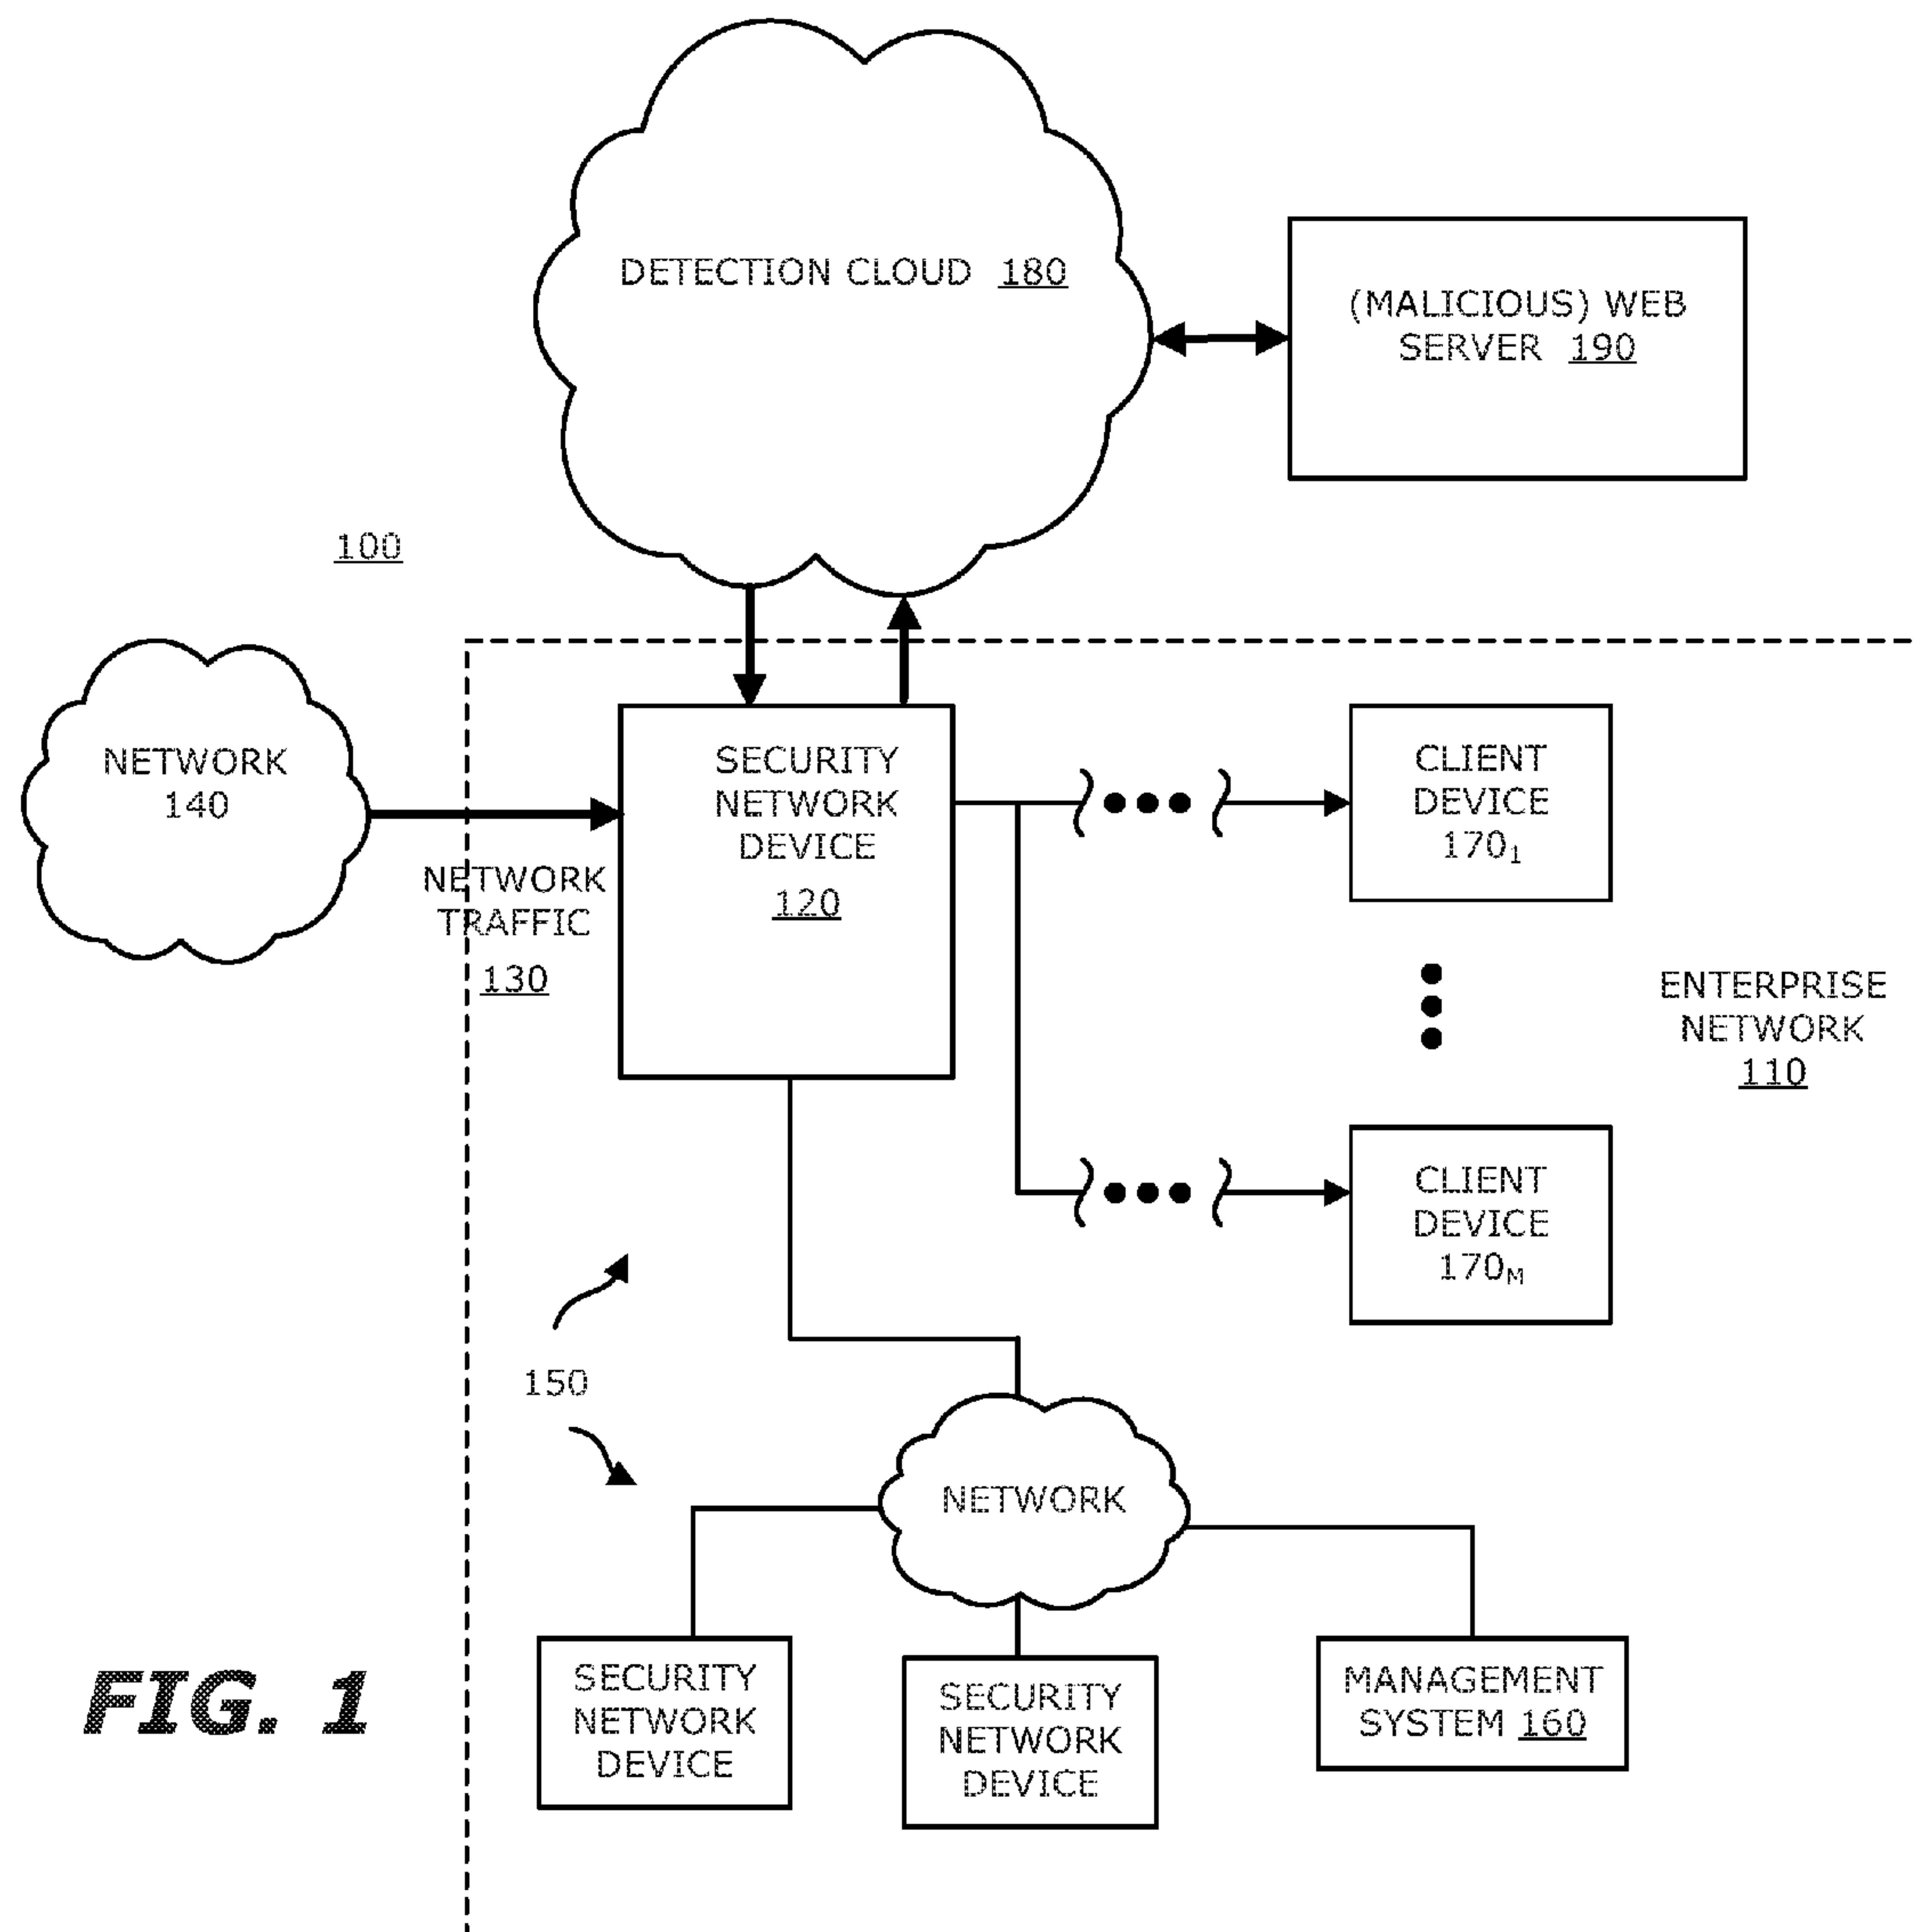 DETECTION CLOUD 180
(MALICIOUS) WEB
SERVER 190
100
NETWORK
140
NETWORK
TRAFFIC
130
SECURITY
NETWORK
DEVICE
120
CLIENT
DEVICE
170₁
ENTERPRISE
NETWORK
110
CLIENT
DEVICE
170ₘ
150
NETWORK
SECURITY
NETWORK
DEVICE
SECURITY
NETWORK
DEVICE
MANAGEMENT
SYSTEM 160
FIG. 1